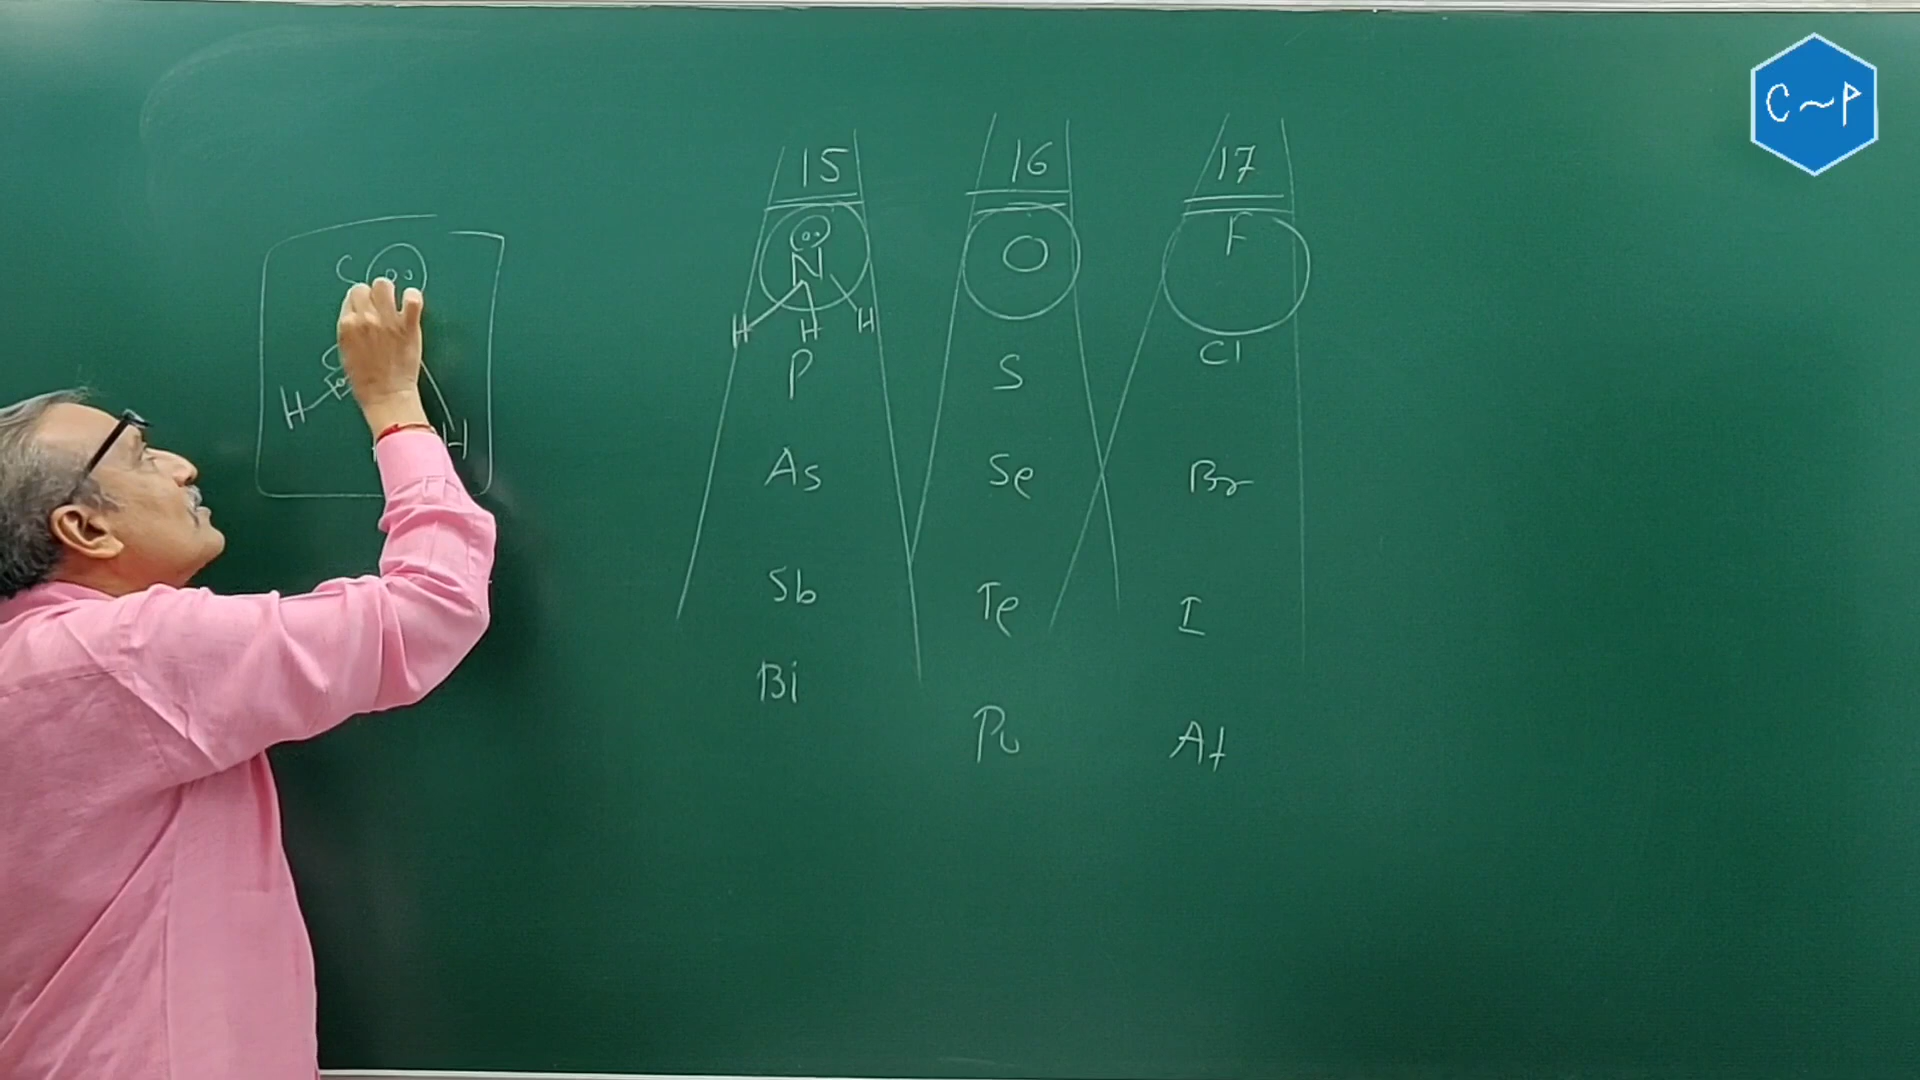 C~P
15 16 17
N O F
H H H
P S Cl
As Se Br
Sb Te I
Bi Po At
H H